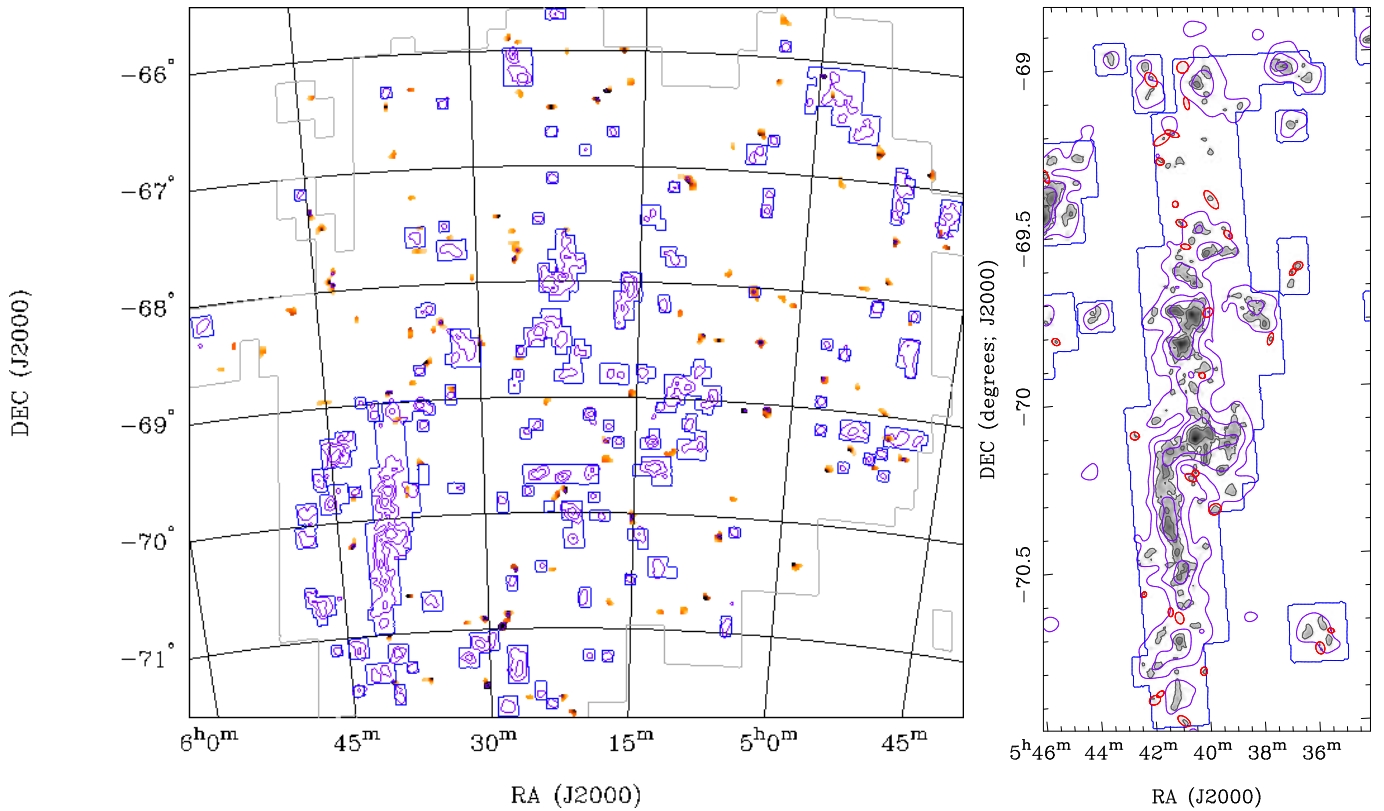 DEC (J2000)
−66°
−67°
−68°
−69°
−70°
−71°
6ʰ0ᵐ 45ᵐ 30ᵐ 15ᵐ 5ʰ0ᵐ 45ᵐ
RA (J2000)
DEC (degrees; J2000)
−69
−69.5
−70
−70.5
5ʰ46ᵐ 44ᵐ 42ᵐ 40ᵐ 38ᵐ 36ᵐ
RA (J2000)